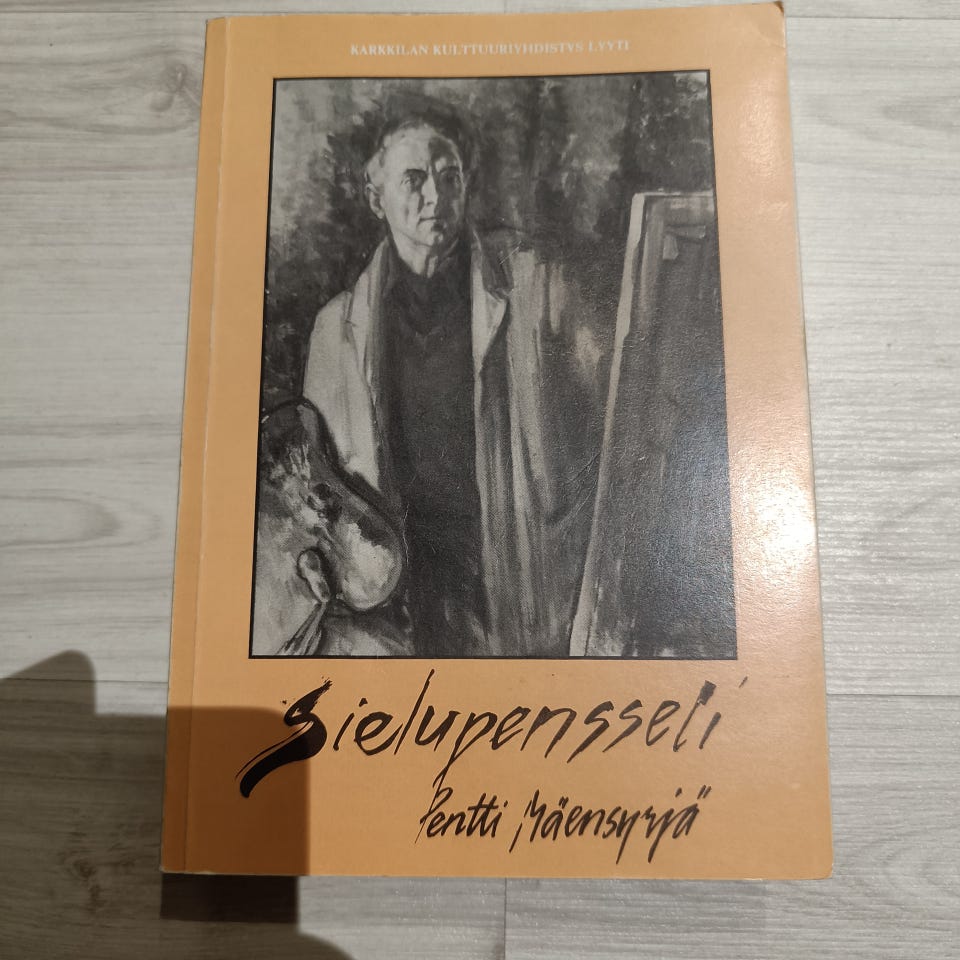 KARKKILAN KULTTUURIYHDISTYS LYYTI
Sielupensseli
Pentti Mäensyrjä